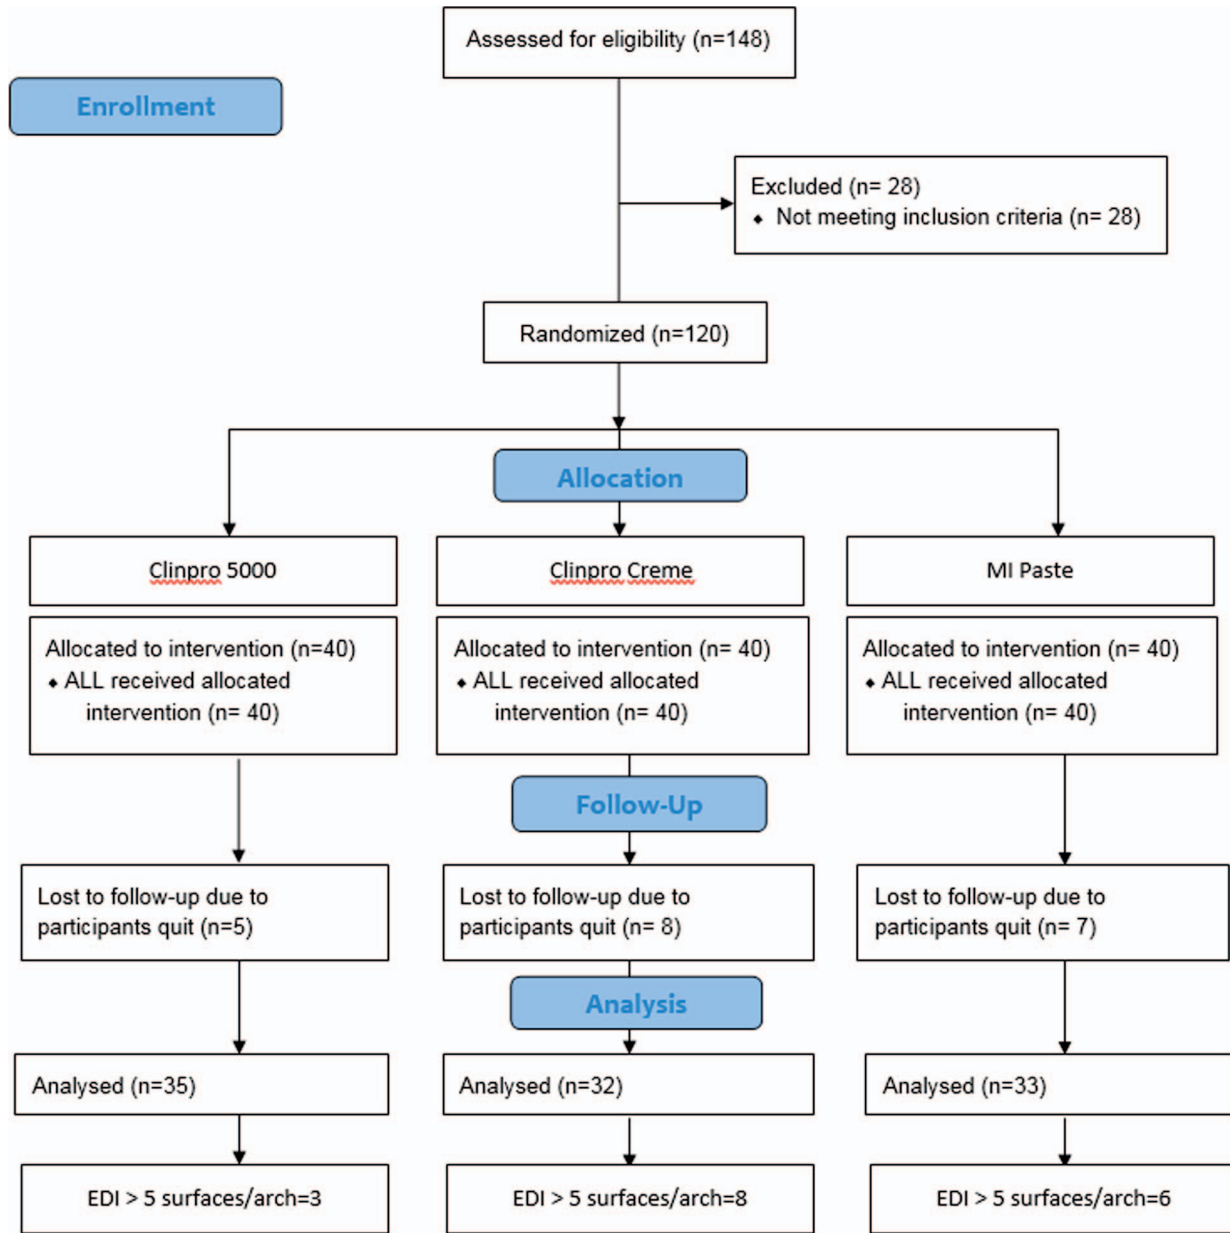 Assessed for eligibility (n=148)
Enrollment
Excluded (n= 28)
⬥ Not meeting inclusion criteria (n= 28)
Randomized (n=120)
Allocation
Clinpro 5000
Clinpro Creme
MI Paste
Allocated to intervention (n=40)
⬥ ALL received allocated
intervention (n= 40)
Allocated to intervention (n= 40)
⬥ ALL received allocated
intervention (n= 40)
Allocated to intervention (n= 40)
⬥ ALL received allocated
intervention (n= 40)
Follow-Up
Lost to follow-up due to
participants quit (n=5)
Lost to follow-up due to
participants quit (n= 8)
Lost to follow-up due to
participants quit (n= 7)
Analysis
Analysed (n=35)
Analysed (n=32)
Analysed (n=33)
EDI > 5 surfaces/arch=3
EDI > 5 surfaces/arch=8
EDI > 5 surfaces/arch=6